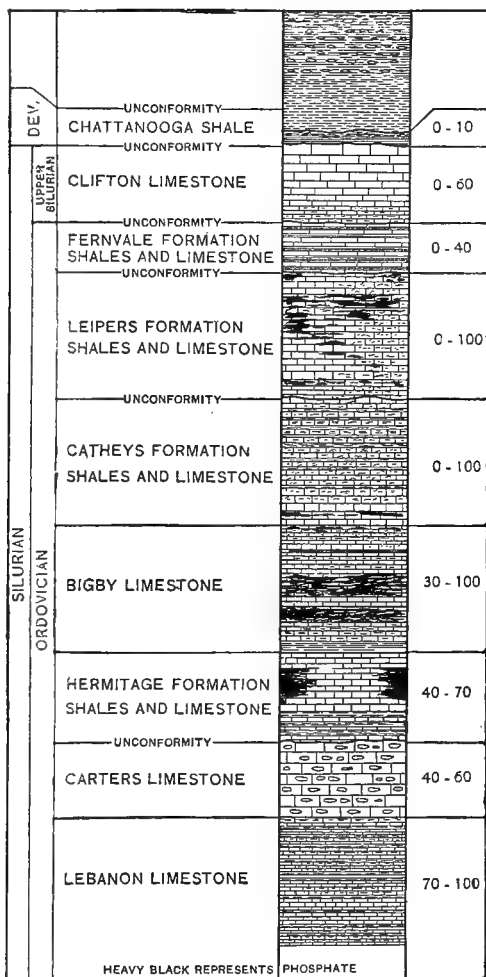 UNCONFORMITY
DEV.
CHATTANOOGA SHALE
0-10
UNCONFORMITY
UPPER
SILURIAN
CLIFTON LIMESTONE
0-60
UNCONFORMITY
FERNVALE FORMATION
SHALES AND LIMESTONE
0-40
UNCONFORMITY
LEIPERS FORMATION
SHALES AND LIMESTONE
0-100
UNCONFORMITY
CATHEYS FORMATION
SHALES AND LIMESTONE
0-100
SILURIAN
ORDOVICIAN
BIGBY LIMESTONE
30-100
HERMITAGE FORMATION
SHALES AND LIMESTONE
40-70
UNCONFORMITY
CARTERS LIMESTONE
40-60
LEBANON LIMESTONE
70-100
HEAVY BLACK REPRESENTS PHOSPHATE